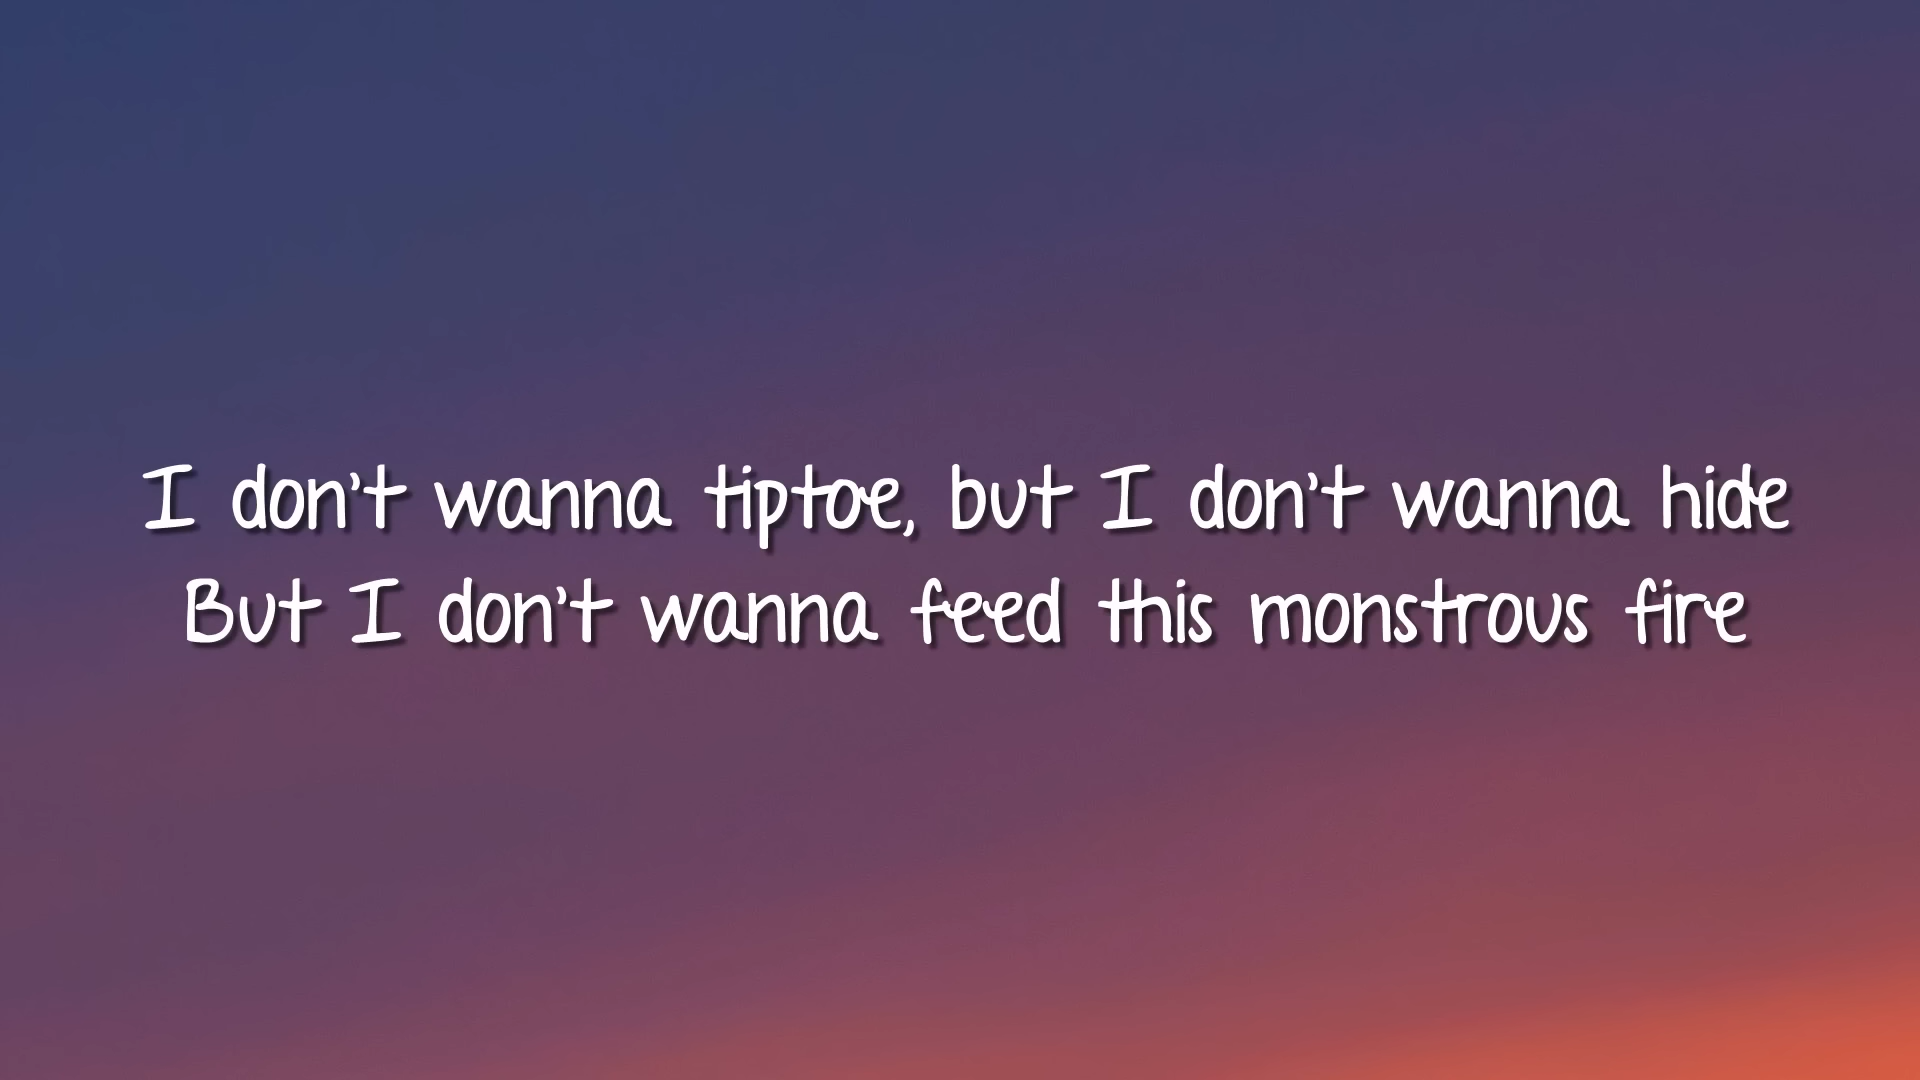 I don't wanna tiptoe, but I don't wanna hide
But I don't wanna feed this monstrous fire